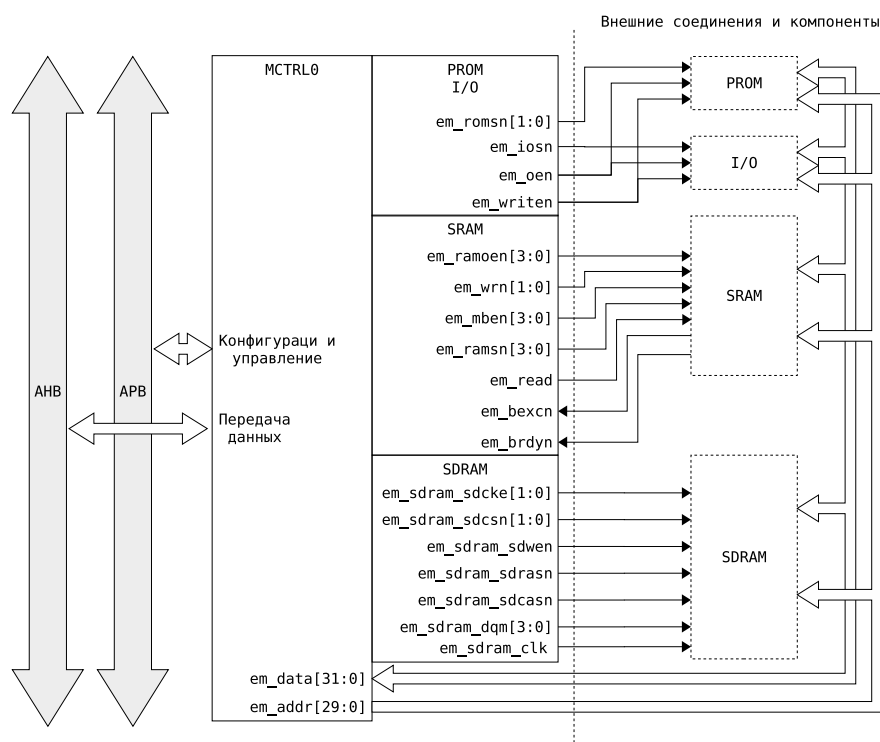 Внешние соединения и компоненты
MCTRL0
PROM
I/O
em_romsn[1:0]
em_iosn
em_oen
em_writen
PROM
I/O
SRAM
em_ramoen[3:0]
em_wrn[1:0]
em_mben[3:0]
em_ramsn[3:0]
em_read
em_bexcn
em_brdyn
SRAM
Конфигураци и
управление
AHB
APB
Передача
данных
SDRAM
em_sdram_sdcke[1:0]
em_sdram_sdcsn[1:0]
em_sdram_sdwen
em_sdram_sdrasn
em_sdram_sdcasn
em_sdram_dqm[3:0]
em_sdram_clk
SDRAM
em_data[31:0]
em_addr[29:0]